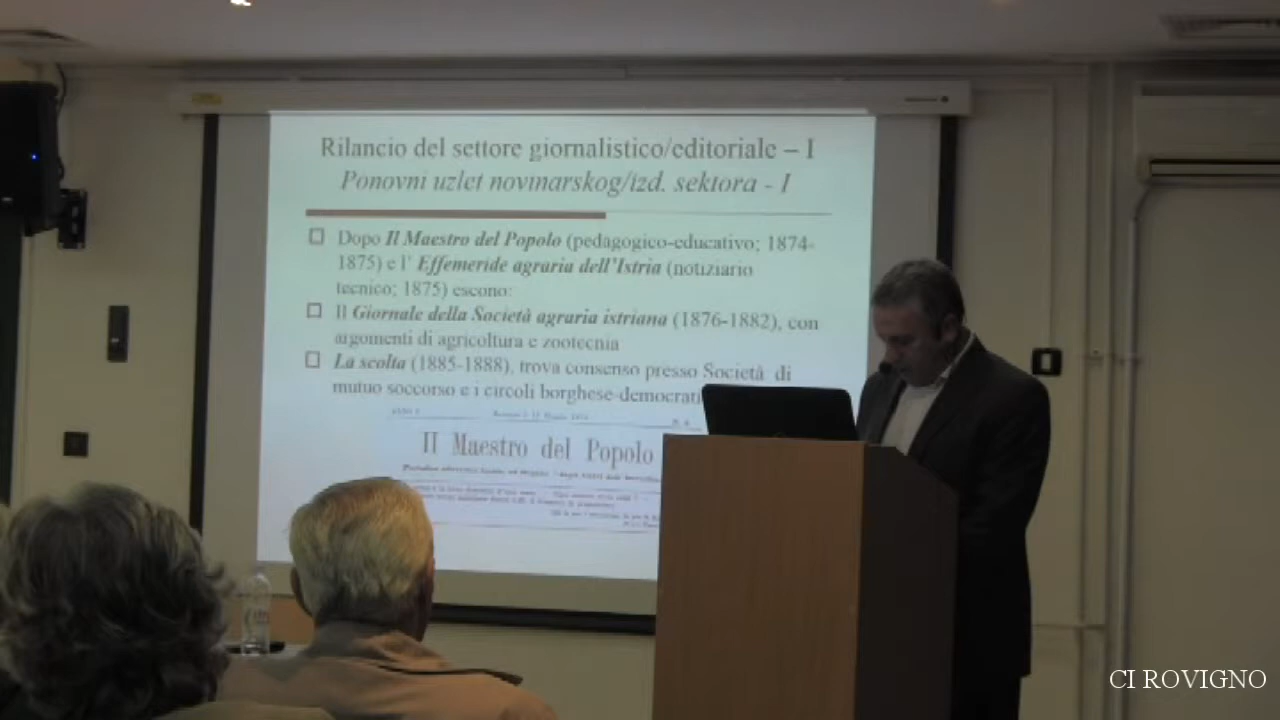 Rilancio del settore giornalistico/editoriale – I
Ponovni uzlet novinarskog/izd. sektora - I
Dopo Il Maestro del Popolo (pedagogico-educativo; 1874-
1875) e l' Effemeride agraria dell'Istria (notiziario
tecnico; 1875) escono:
Il Giornale della Società agraria istriana (1876-1882), con
argomenti di agricoltura e zootecnia
La scolta (1885-1888), trova consenso presso Società di
mutuo soccorso e i circoli borghese-democrati
Il Maestro del Popolo
CI ROVIGNO